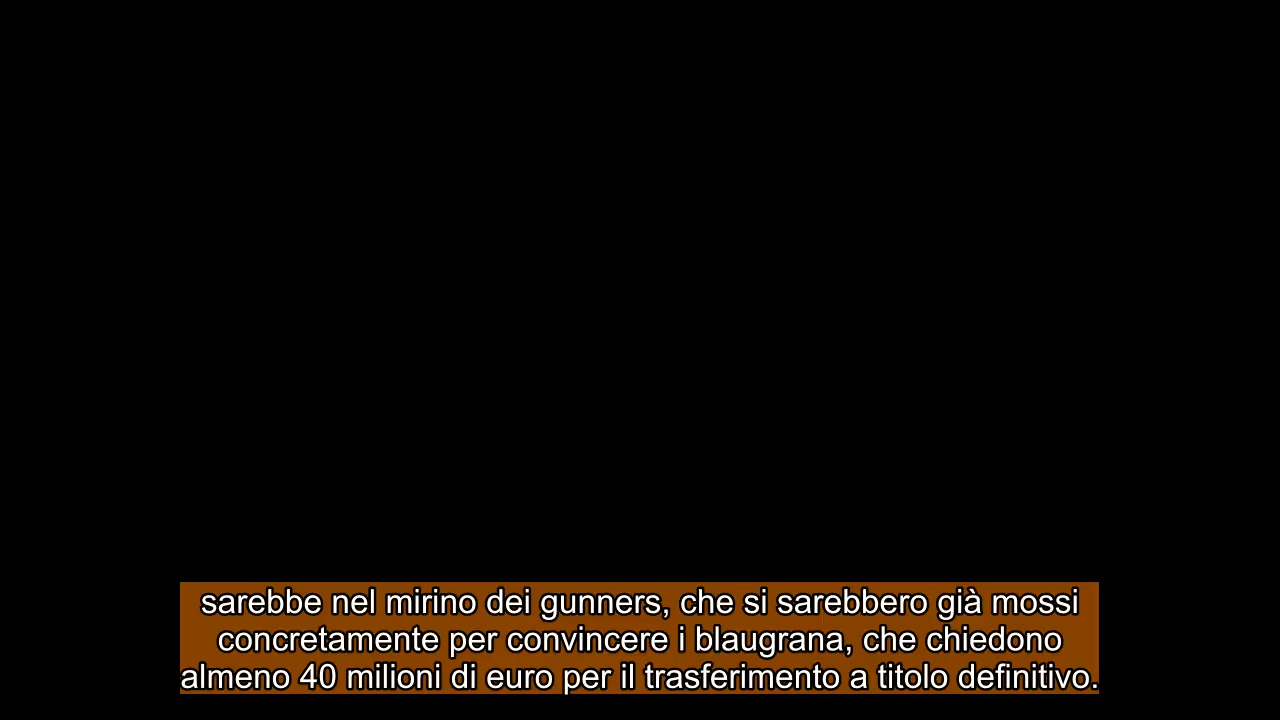 sarebbe nel mirino dei gunners, che si sarebbero già mossi
concretamente per convincere i blaugrana, che chiedono
almeno 40 milioni di euro per il trasferimento a titolo definitivo.